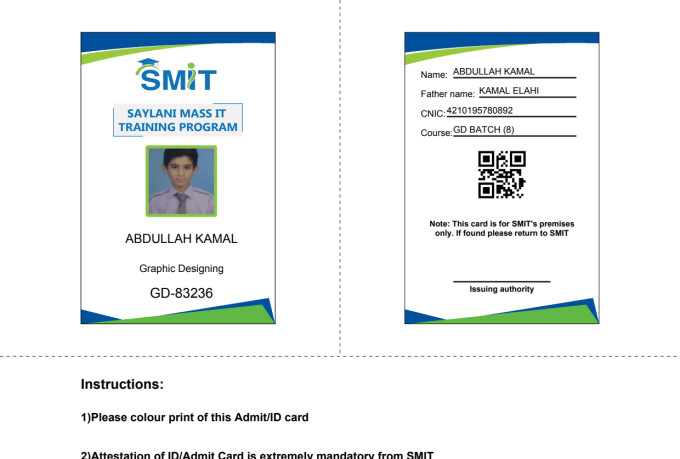 SMIT
SAYLANI MASS IT
TRAINING PROGRAM
ABDULLAH KAMAL
Graphic Designing
GD-83236
Name: ABDULLAH KAMAL
Father name: KAMAL ELAHI
CNIC: 4210195780892
Course: GD BATCH (8)
Note: This card is for SMIT's premises
only. If found please return to SMIT
Issuing authority
Instructions:
1)Please colour print of this Admit/ID card
2)Attestation of ID/Admit Card is extremely mandatory from SMIT